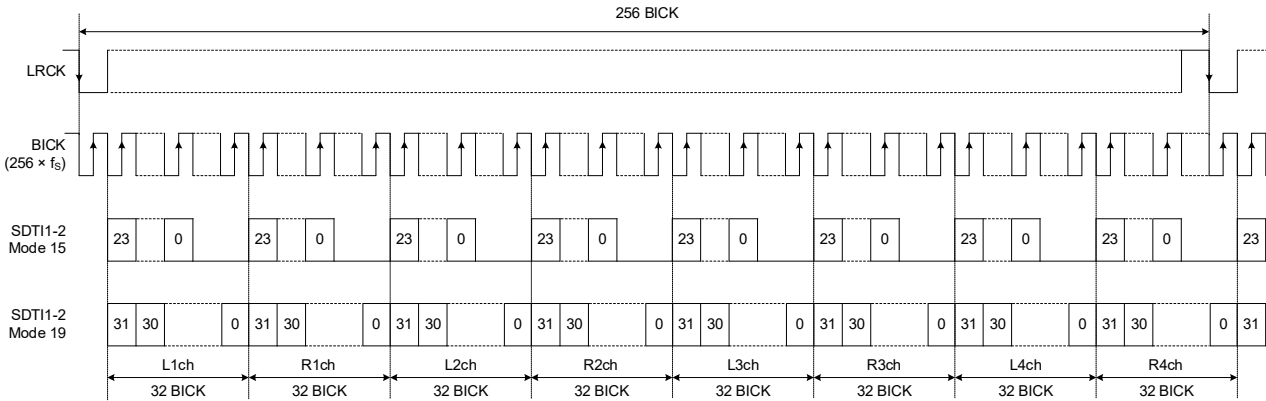 256 BICK
LRCK
BICK
(256 × fS)
SDTI1-2
Mode 15
23 0 23 0 23 0 23 0 23 0 23 0 23 0 23 0 23
SDTI1-2
Mode 19
31 30 0 31 30 0 31 30 0 31 30 0 31 30 0 31 30 0 31 30 0 31 30 0 31
L1ch R1ch L2ch R2ch L3ch R3ch L4ch R4ch
32 BICK 32 BICK 32 BICK 32 BICK 32 BICK 32 BICK 32 BICK 32 BICK